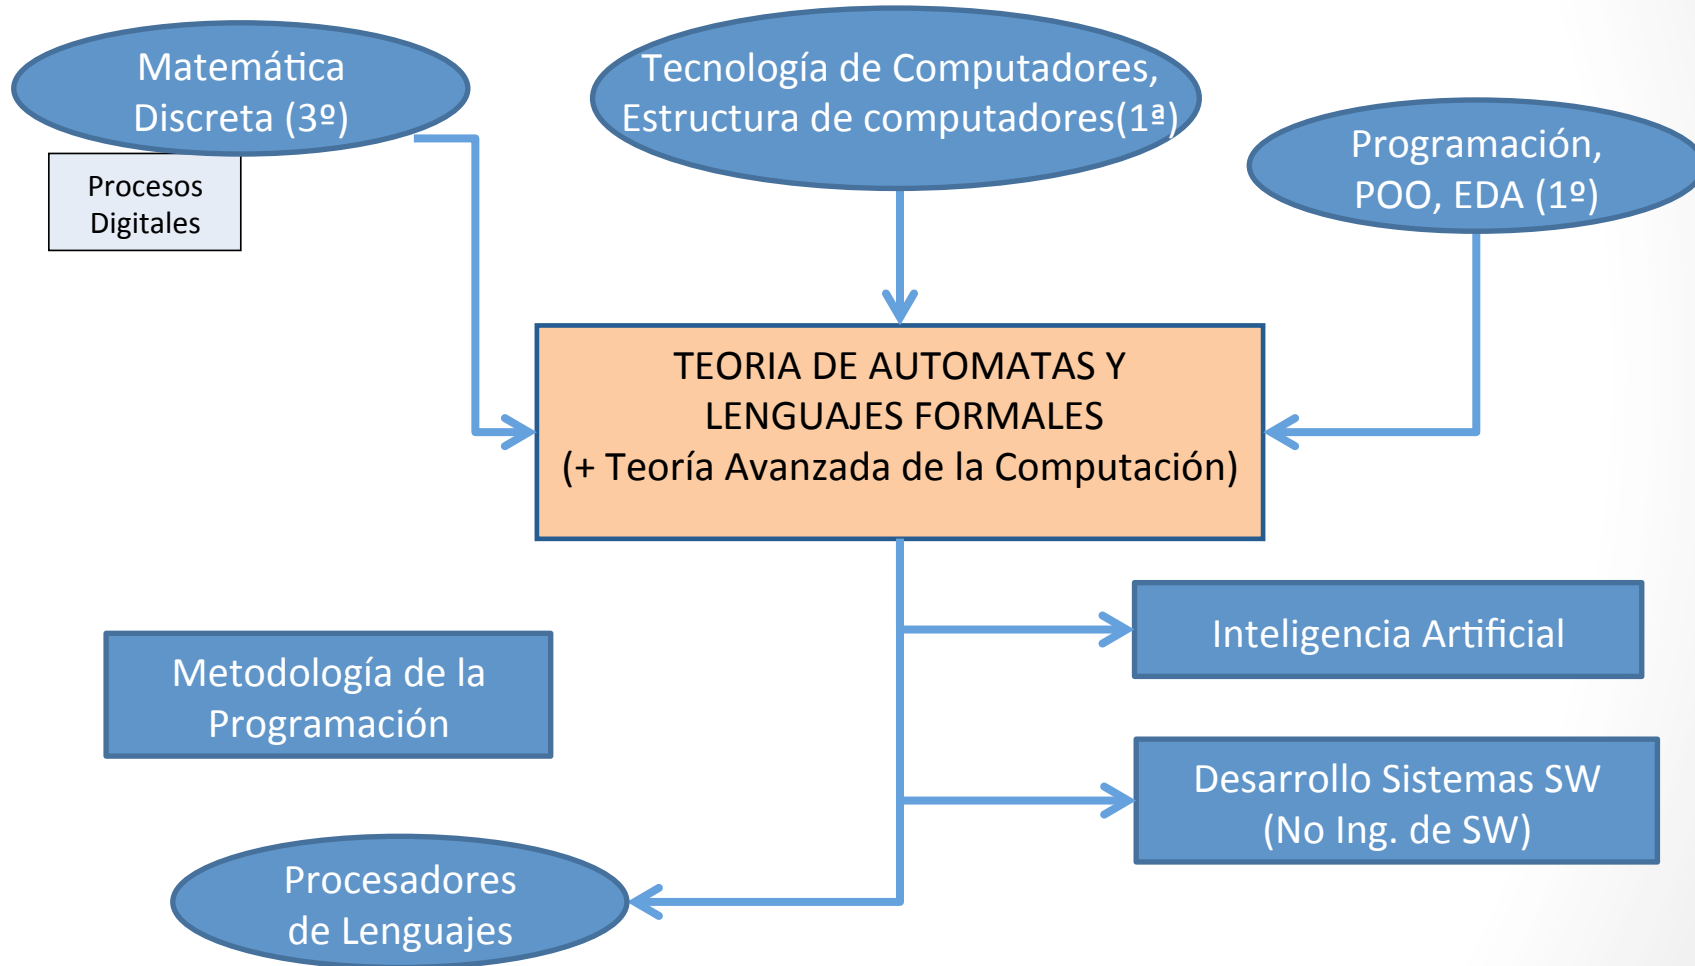 Matemática
Discreta (3º)
Tecnología de Computadores,
Estructura de computadores(1ª)
Programación,
POO, EDA (1º)
Procesos
Digitales
TEORIA DE AUTOMATAS Y
LENGUAJES FORMALES
(+ Teoría Avanzada de la Computación)
Inteligencia Artificial
Metodología de la
Programación
Desarrollo Sistemas SW
(No Ing. de SW)
Procesadores
de Lenguajes